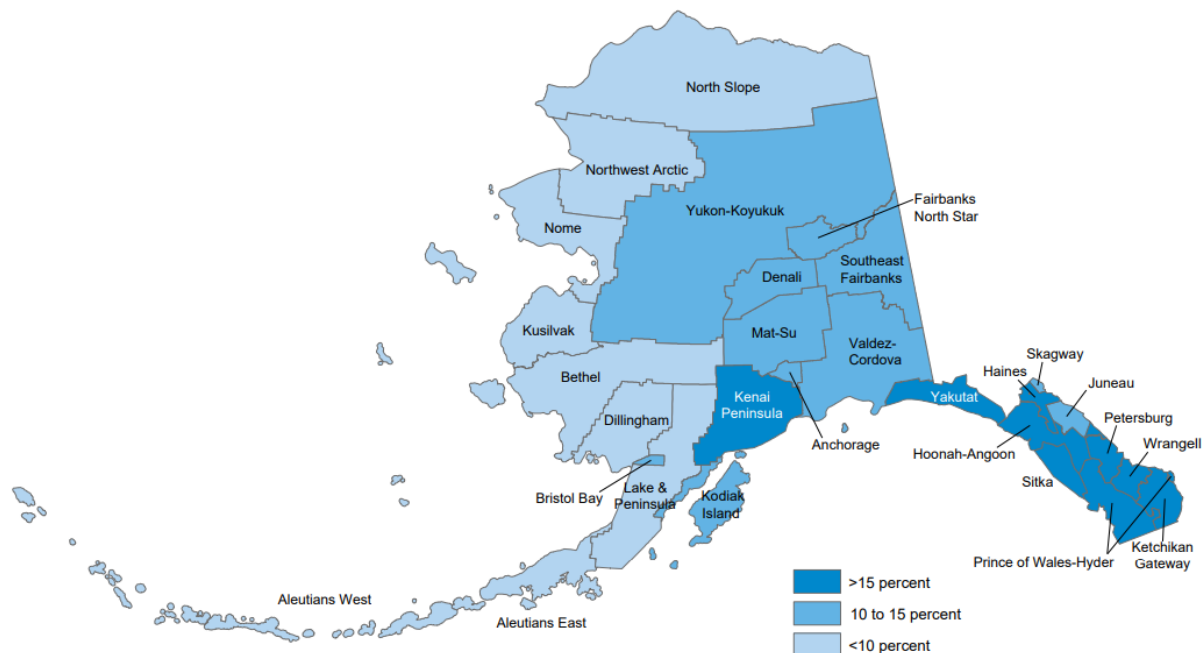 North Slope
Northwest Arctic
Nome
Yukon-Koyukuk
Fairbanks
North Star
Denali
Southeast
Fairbanks
Kusilvak
Mat-Su
Valdez-
Cordova
Bethel
Kenai
Peninsula
Yakutat
Skagway
Haines
Juneau
Dillingham
Anchorage
Petersburg
Hoonah-Angoon
Wrangell
Sitka
Bristol Bay
Lake &
Peninsula
Kodiak
Island
Prince of Wales-Hyder
Ketchikan
Gateway
Aleutians West
Aleutians East
>15 percent
10 to 15 percent
<10 percent